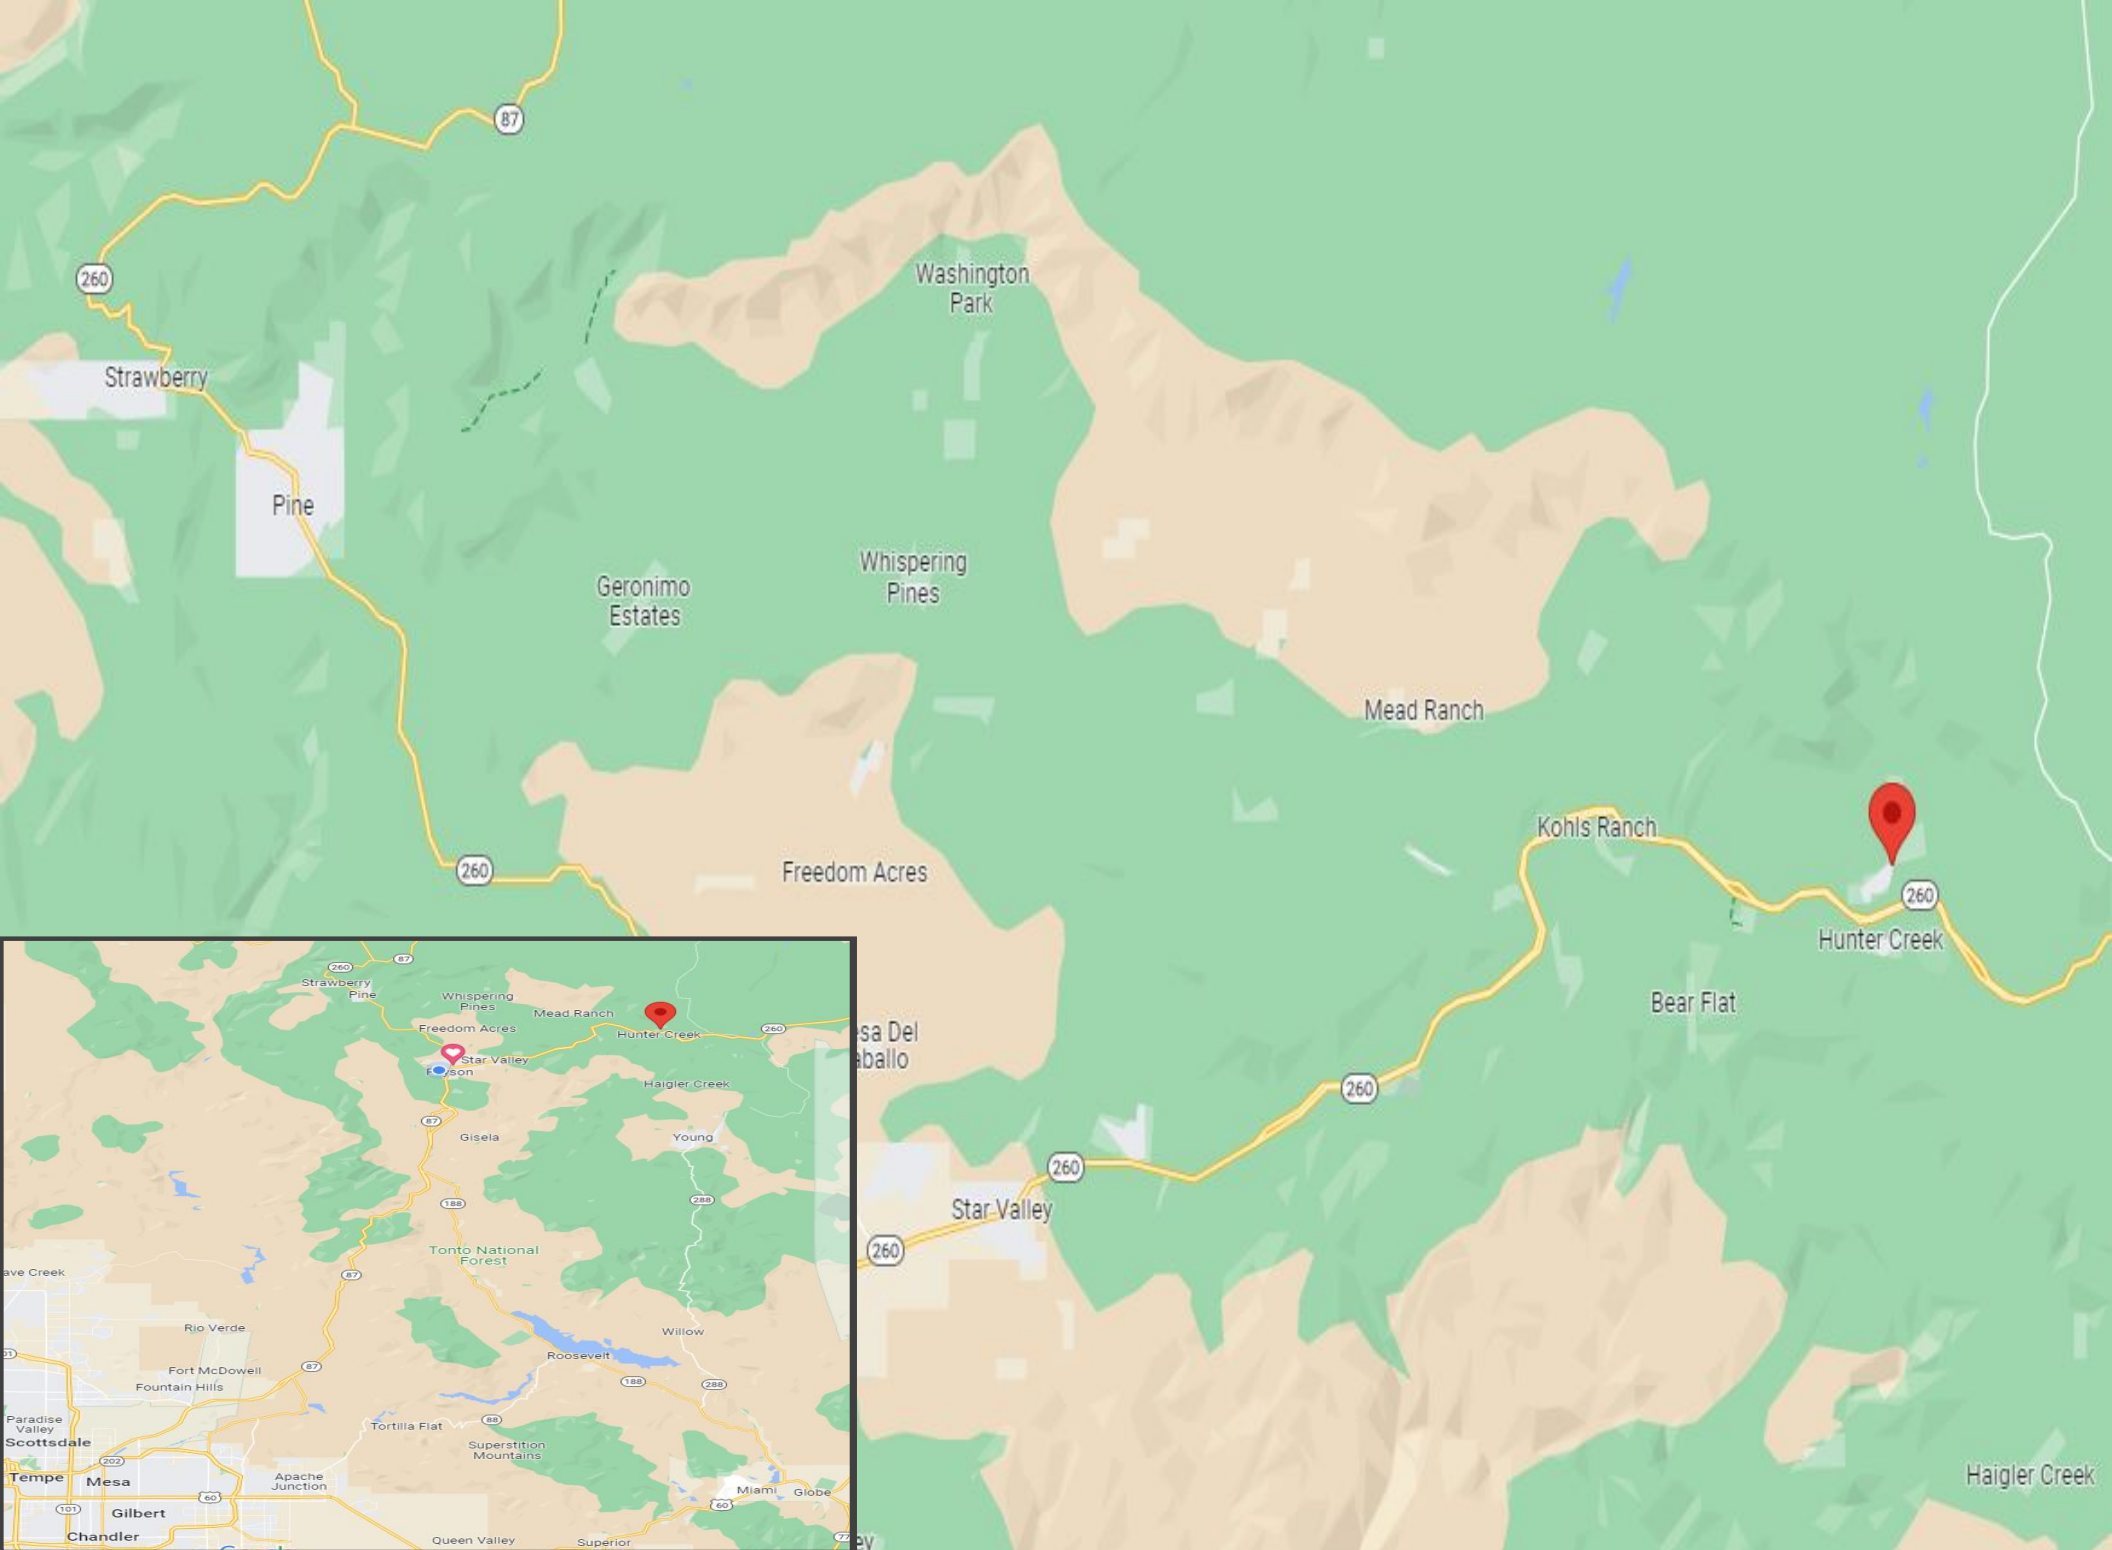 87
260
Washington
Park
Strawberry
Pine
Whispering
Pines
Geronimo
Estates
Mead Ranch
Kohls Ranch
260
Freedom Acres
260
Hunter Creek
Bear Flat
esa Del
aballo
260
260
Star Valley
260
Haigler Creek
ey
87
260
Strawberry
Pine
Whispering
Pines
Mead Ranch
Freedom Acres
260
Hunter Creek
Star Valley
Haigler Creek
87
Gisela
Young
188
288
Tonto National
Forest
ave Creek
87
Rio Verde
Willow
Roosevelt
87
Fort McDowell
188
288
Fountain Hills
Paradise
Valley
88
Tortilla Flat
Scottsdale
Superstition
Mountains
202
Tempe
Mesa
Apache
Junction
Miami
Globe
60
60
101
Gilbert
Chandler
Queen Valley
Superior
77